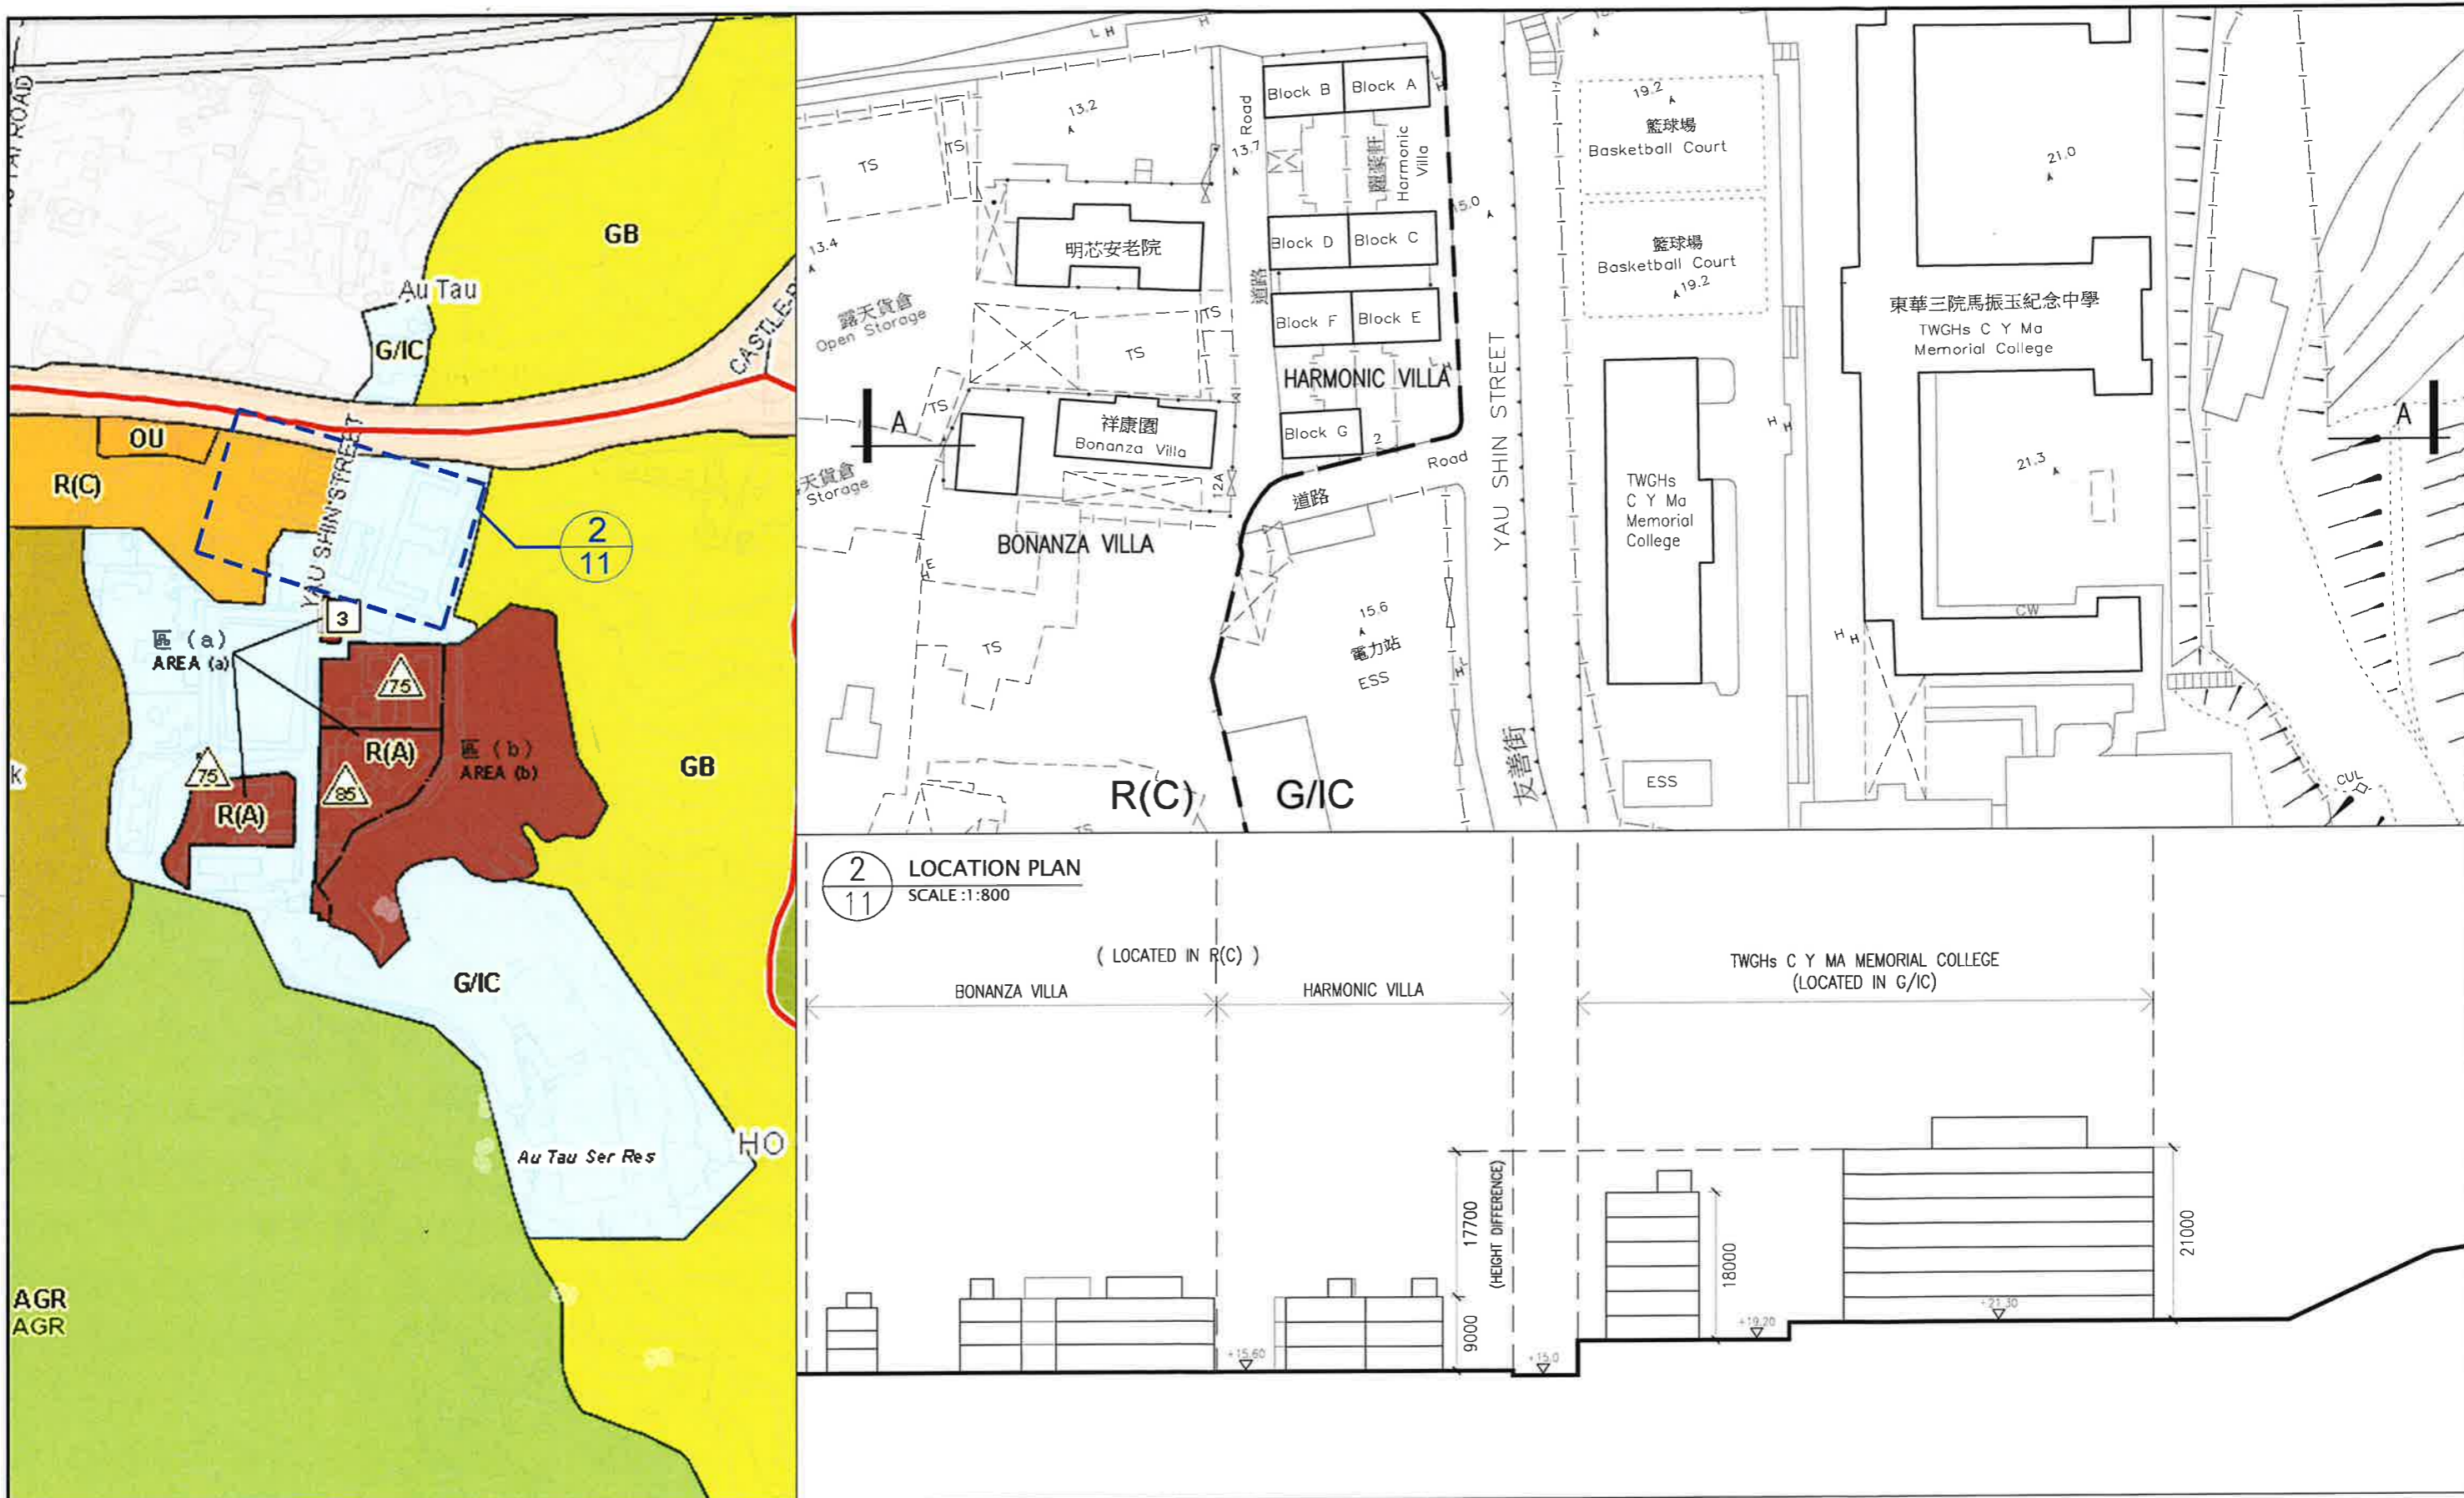 GB
Au Tau
G/IC
OU
R(C)
YAU SHIN STREET
2
11
3
區 (a)
AREA (a)
75
R(A)
區 (b)
AREA (b)
75
85
R(A)
GB
G/IC
Au Tau Ser Res
HO
AGR
AGR
L H
H
13.2
TS
TS
Road
13.7
Block B
Block A
L
H
麗豪軒
Harmonic
Villa
13.4
明芯安老院
Block D
Block C
15.0
道路
露天貨倉
Open Storage
TS
TS
Block F
Block E
HARMONIC VILLA
A
TS
祥康園
Bonanza Villa
Block G
2
Road
道路
12A
Storage
BONANZA VILLA
TS
15.6
電力站
ESS
R(C)
G/IC
YAU SHIN STREET
友善街
19.2
籃球場
Basketball Court
籃球場
Basketball Court
19.2
TWGHs
C Y Ma
Memorial
College
H H
H H
ESS
21.0
東華三院馬振玉紀念中學
TWGHs C Y Ma
Memorial College
21.3
CW
CUL
A
2
11
LOCATION PLAN
SCALE :1:800
( LOCATED IN R(C) )
BONANZA VILLA
HARMONIC VILLA
TWGHs C Y MA MEMORIAL COLLEGE
(LOCATED IN G/IC)
17700
(HEIGHT DIFFERENCE)
9000
18000
21000
+15.60
+15.0
+19.20
+21.30